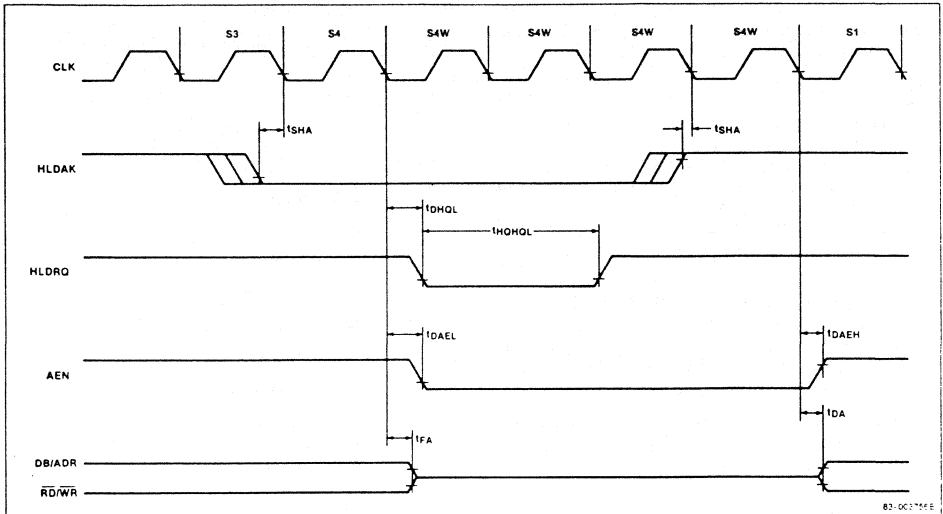 S3 S4 S4W S4W S4W S4W S1
CLK
tSHA tSHA
HLDAK
tDHQL
tHQHQL
HLDRQ
tDAEL tDAEH
AEN
tDA
tFA
DB/ADR
RD/WR